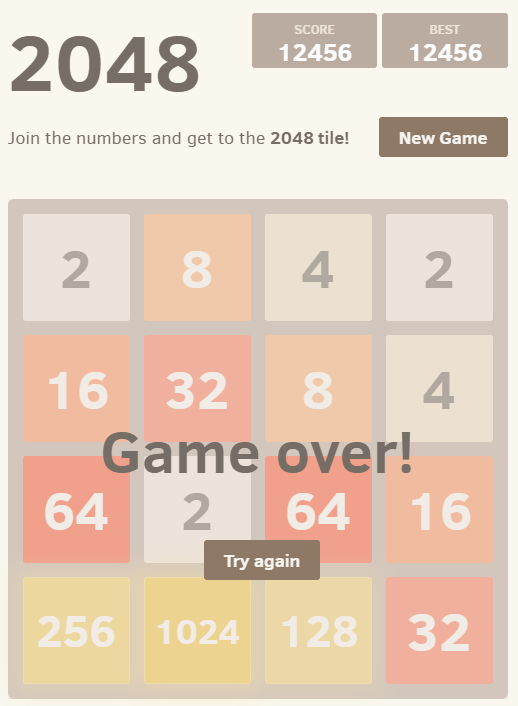 2048
SCORE
12456
BEST
12456
Join the numbers and get to the 2048 tile!
New Game
2 8 4 2
16 32 8 4
Game over!
64 2 64 16
Try again
256 1024 128 32